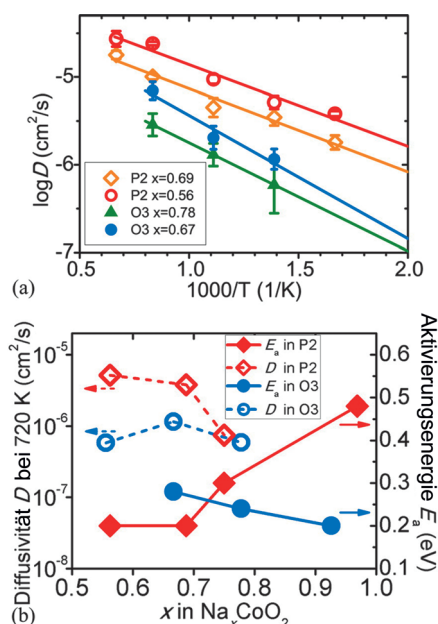 -5
-6
-7
logD (cm²/s)
P2 x=0.69
P2 x=0.56
O3 x=0.78
O3 x=0.67
0.5 1.0 1.5 2.0
1000/T (1/K)
(a)
Diffusivität D bei 720 K (cm²/s)
10⁻⁵
10⁻⁶
10⁻⁷
10⁻⁸
Eₐ in P2
D in P2
Eₐ in O3
D in O3
0.6
0.5
0.4
0.3
0.2
0.1
Aktivierungsenergie Eₐ (eV)
0.5 0.6 0.7 0.8 0.9 1.0
x in NaₓCoO₂
(b)